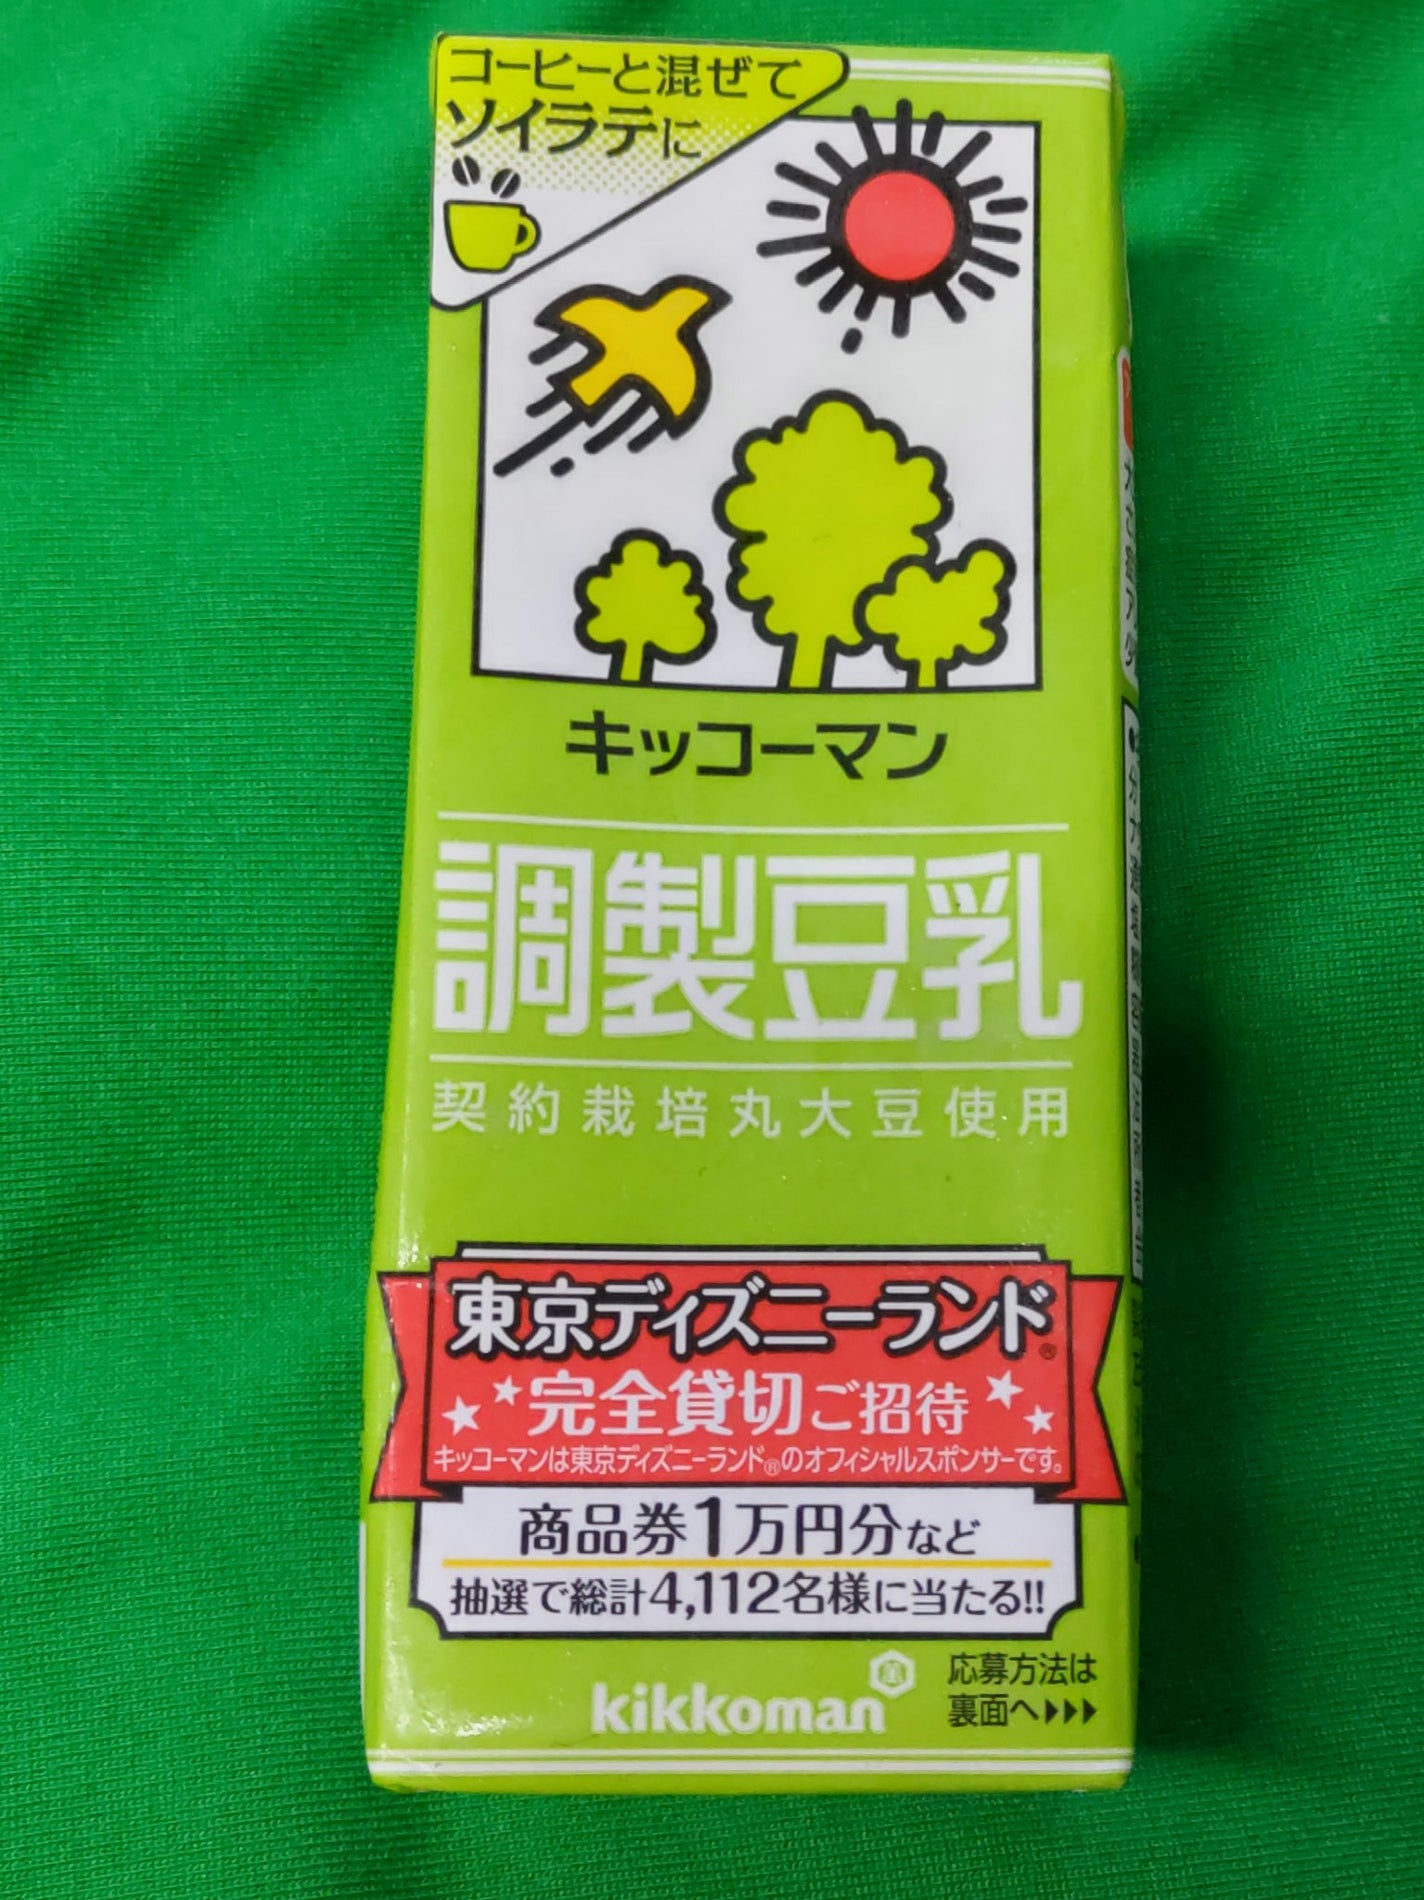 コーヒーと混ぜて
ソイラテに
キッコーマン
調製豆乳
契約栽培丸大豆使用
東京ディズニーランド®
完全貸切ご招待
キッコーマンは東京ディズニーランド®のオフィシャルスポンサーです。
商品券1万円分など
抽選で総計4,112名様に当たる!!
kikkoman
応募方法は
裏面へ